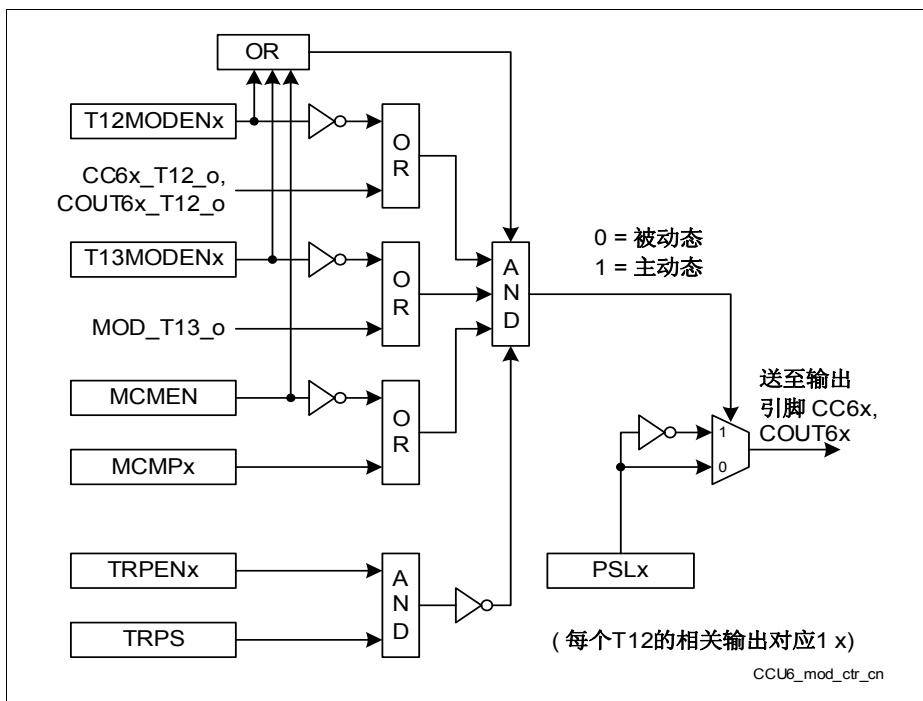 OR
T12MODENx
O
R
CC6x_T12_o,
COUT6x_T12_o
0 = 被动态
1 = 主动态
T13MODENx
O
R
A
N
D
MOD_T13_o
MCMEN
O
R
送至输出
引脚 CC6x,
COUT6x
1
0
MCMPx
TRPENx
A
N
D
PSLx
TRPS
( 每个T12的相关输出对应1 x)
CCU6_mod_ctr_cn